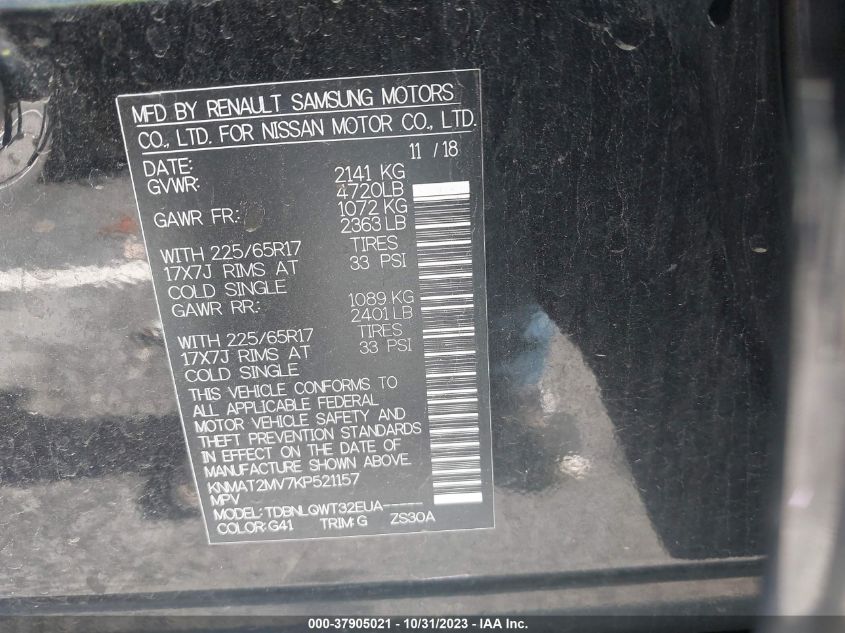 MFD BY RENAULT SAMSUNG MOTORS
CO., LTD. FOR NISSAN MOTOR CO., LTD.
DATE: 11 / 18
GVWR: 2141 KG
4720LB
GAWR FR: 1072 KG
2363 LB
WITH 225/65R17 TIRES
17X7J RIMS AT 33 PSI
COLD SINGLE
GAWR RR: 1089 KG
2401 LB
WITH 225/65R17 TIRES
17X7J RIMS AT 33 PSI
COLD SINGLE
THIS VEHICLE CONFORMS TO
ALL APPLICABLE FEDERAL
MOTOR VEHICLE SAFETY AND
THEFT PREVENTION STANDARDS
IN EFFECT ON THE DATE OF
MANUFACTURE SHOWN ABOVE.
KNMAT2MV7KP521157
MPV
MODEL: TDBNLGWT32EUA-----
COLOR: G41 TRIM: G ZS30A
000-37905021 - 10/31/2023 - IAA Inc.